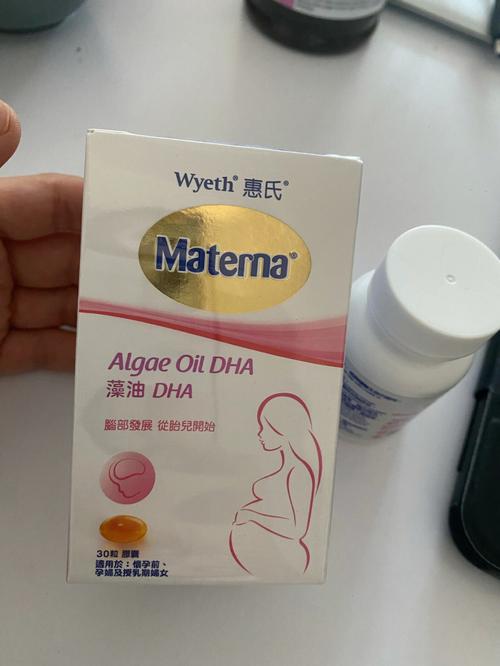 Wyeth® 惠氏®
Materna®
Algae Oil DHA
藻油 DHA
腦部發展 從胎兒開始
30粒 膠囊
適用於：懷孕前、
孕婦及授乳期婦女